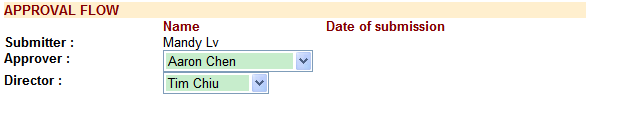 APPROVAL FLOW
Name Date of submission
Submitter : Mandy Lv
Approver : Aaron Chen
Director : Tim Chiu